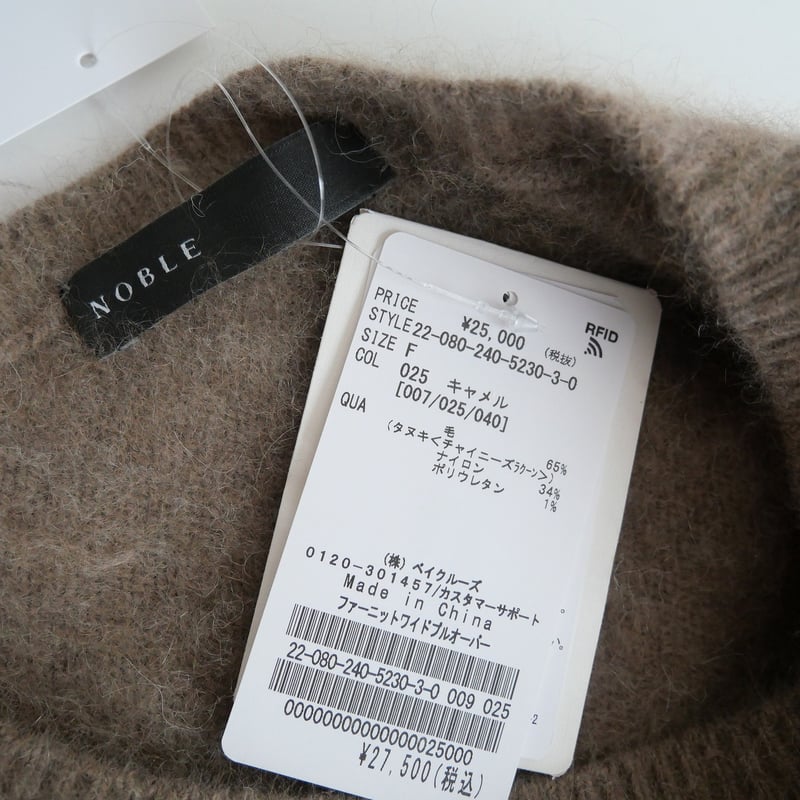 NOBLE
RFID
PRICE ¥25,000 (税抜)
STYLE 22-080-240-5230-3-0
SIZE F
COL 025 キャメル
[007/025/040]
QUA 毛
(タヌキ<チャイニーズラクーン>) 65%
ナイロン 34%
ポリウレタン 1%
(株) ベイクルーズ
0120-301457/カスタマーサポート
Made in China
ファーニットワイドプルオーバー
22-080-240-5230-3-0 009 025
00000000000000025000
¥27,500(税込)
2